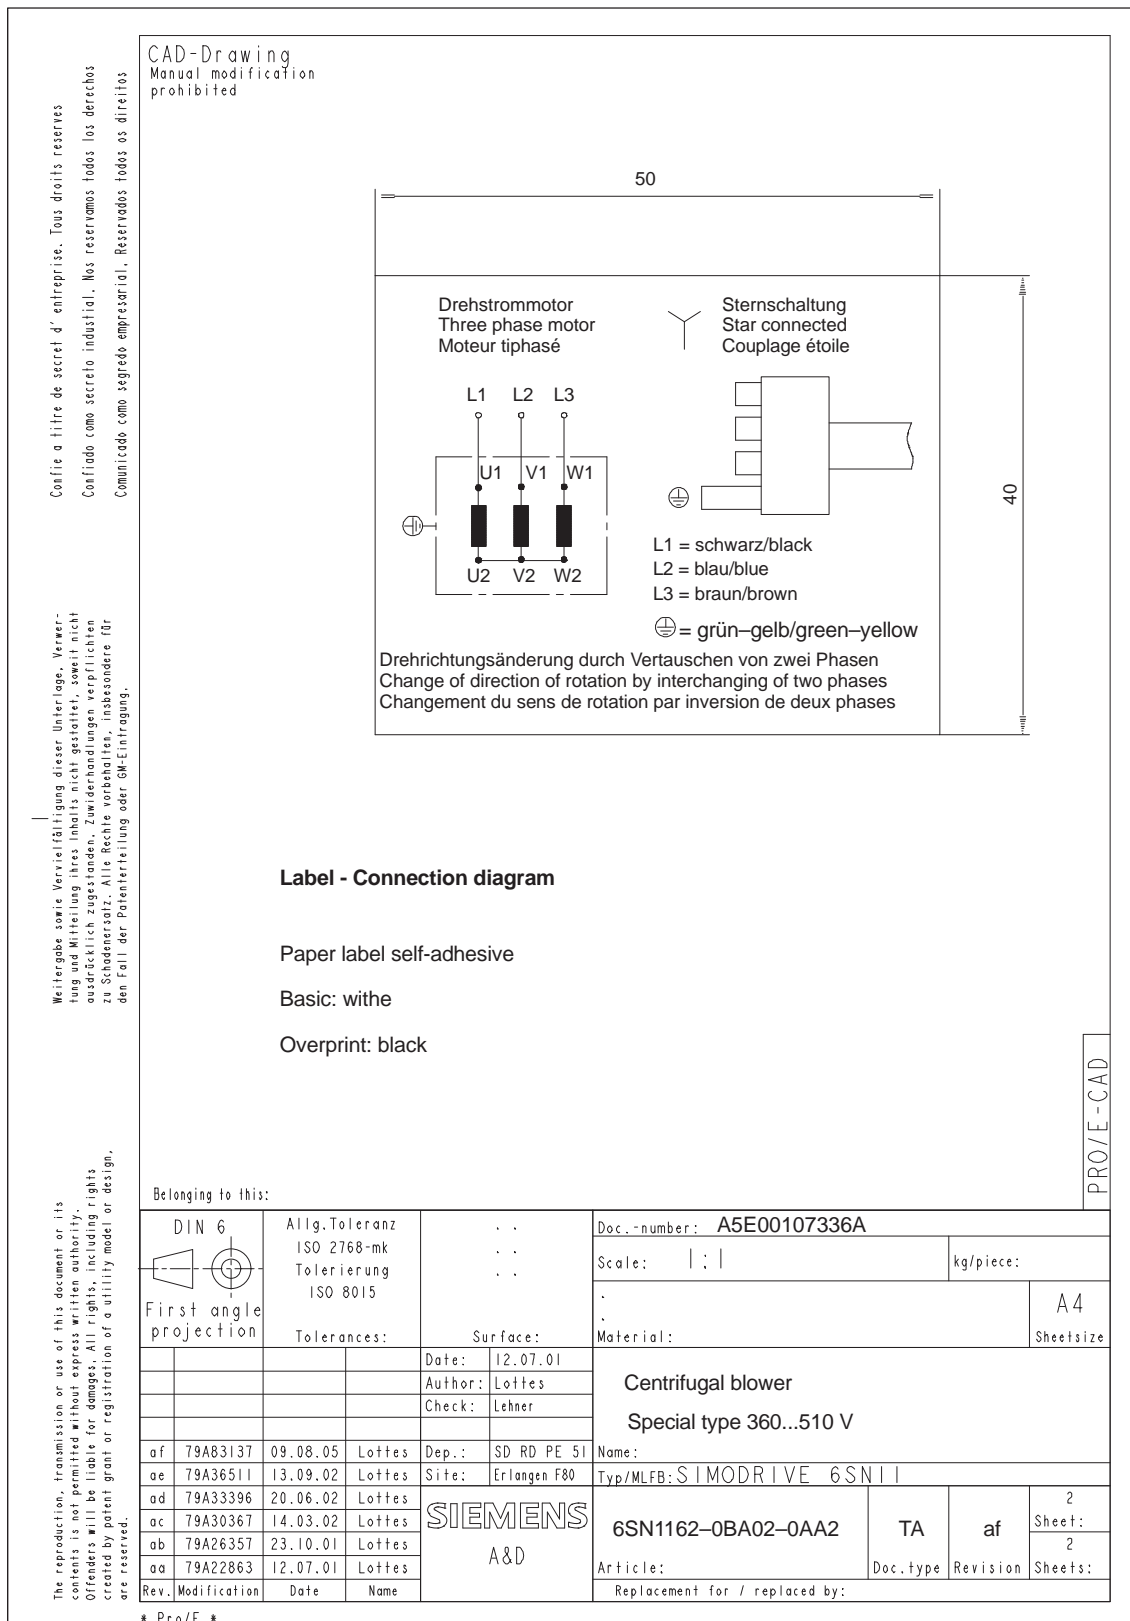 CAD-Drawing
Manual modification
prohibited
Confie a titre de secret d' entreprise. Tous droits reserves
Confiado como secreto industial. Nos reservamos todos los derechos
Comunicado como segredo empresarial. Reservados todos os direitos
Weitergabe sowie Vervielfältigung dieser Unterlage, Verwer-
tung und Mitteilung ihres Inhalts nicht gestattet, soweit nicht
ausdrücklich zugestanden. Zuwiderhandlungen verpflichten
zu Schadenersatz. Alle Rechte vorbehalten, insbesondere für
den Fall der Patenterteilung oder GM-Eintragung.
The reproduction, transmission or use of this document or its
contents is not permitted without express written authority.
Offenders will be liable for damages. All rights, including rights
created by patent grant or registration of a utility model or design,
are reserved.
50
40
Drehstrommotor
Three phase motor
Moteur tiphasé
Sternschaltung
Star connected
Couplage étoile
L1 L2 L3
U1 V1 W1
U2 V2 W2
L1 = schwarz/black
L2 = blau/blue
L3 = braun/brown
= grün–gelb/green–yellow
Drehrichtungsänderung durch Vertauschen von zwei Phasen
Change of direction of rotation by interchanging of two phases
Changement du sens de rotation par inversion de deux phases
Label - Connection diagram
Paper label self-adhesive
Basic: withe
Overprint: black
PRO/E-CAD
Belonging to this:
DIN 6
First angle
projection
Allg.Toleranz
ISO 2768-mk
Tolerierung
ISO 8015
Tolerances:
Surface:
Doc.-number: A5E00107336A
Scale: 1:1
kg/piece:
Material:
A4
Sheetsize
Date: 12.07.01
Author: Lottes
Check: Lehner
Centrifugal blower
Special type 360...510 V
af 79A83137 09.08.05 Lottes Dep.: SD RD PE 51 Name:
ae 79A36511 13.09.02 Lottes Site: Erlangen F80 Typ/MLFB: SIMODRIVE 6SN11
ad 79A33396 20.06.02 Lottes
ac 79A30367 14.03.02 Lottes
ab 79A26357 23.10.01 Lottes
aa 79A22863 12.07.01 Lottes
Rev. Modification Date Name
SIEMENS
A&D
6SN1162–0BA02–0AA2
Article:
TA
Doc.type
af
Revision
2
Sheet:
2
Sheets:
Replacement for / replaced by:
* Pro/E *